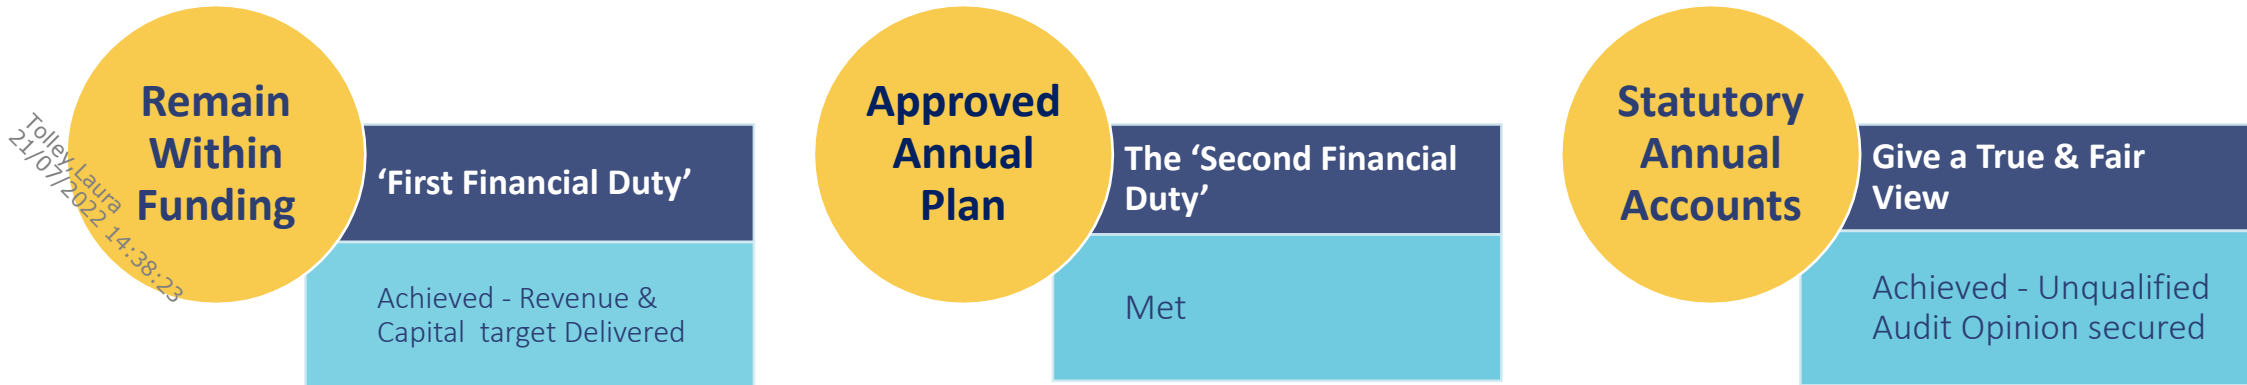 Remain
Within
Funding
‘First Financial Duty’
Achieved - Revenue &
Capital target Delivered
Approved
Annual
Plan
The ‘Second Financial
Duty’
Met
Statutory
Annual
Accounts
Give a True & Fair
View
Achieved - Unqualified
Audit Opinion secured
Tolley, Laura
21/07/2022 14:38:23